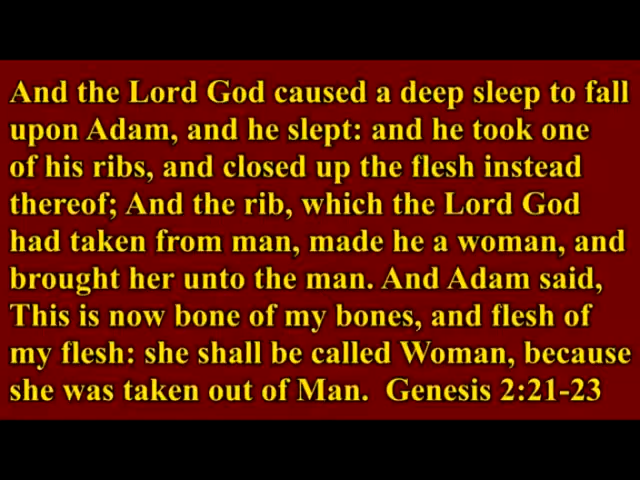 And the Lord God caused a deep sleep to fall
upon Adam, and he slept: and he took one
of his ribs, and closed up the flesh instead
thereof; And the rib, which the Lord God
had taken from man, made he a woman, and
brought her unto the man. And Adam said,
This is now bone of my bones, and flesh of
my flesh: she shall be called Woman, because
she was taken out of Man.  Genesis 2:21-23